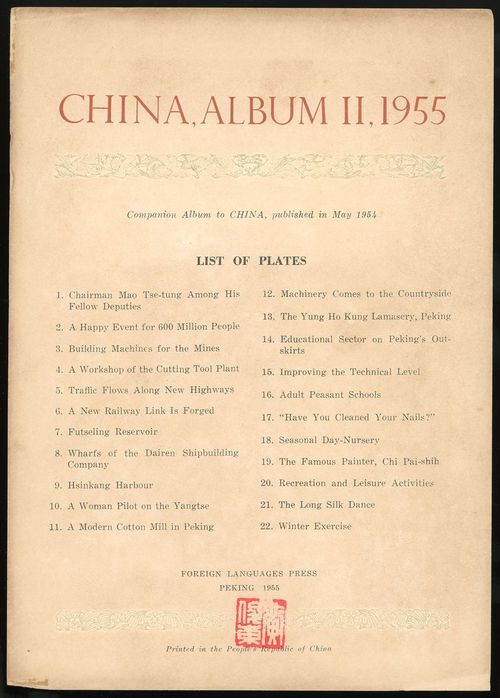 CHINA, ALBUM II, 1955
Companion Album to CHINA, published in May 1954
LIST OF PLATES
1. Chairman Mao Tse-tung Among His
Fellow Deputies
2. A Happy Event for 600 Million People
3. Building Machines for the Mines
4. A Workshop of the Cutting Tool Plant
5. Traffic Flows Along New Highways
6. A New Railway Link Is Forged
7. Futseling Reservoir
8. Wharfs of the Dairen Shipbuilding
Company
9. Hsinkang Harbour
10. A Woman Pilot on the Yangtse
11. A Modern Cotton Mill in Peking
12. Machinery Comes to the Countryside
13. The Yung Ho Kung Lamasery, Peking
14. Educational Sector on Peking's Out-
skirts
15. Improving the Technical Level
16. Adult Peasant Schools
17. "Have You Cleaned Your Nails?"
18. Seasonal Day-Nursery
19. The Famous Painter, Chi Pai-shih
20. Recreation and Leisure Activities
21. The Long Silk Dance
22. Winter Exercise
FOREIGN LANGUAGES PRESS
PEKING 1955
Printed in the People's Republic of China